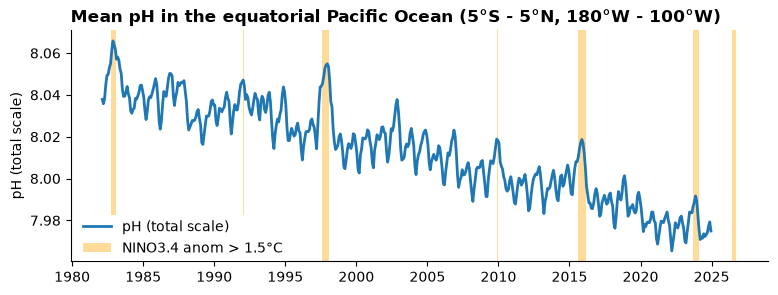 Mean pH in the equatorial Pacific Ocean (5°S - 5°N, 180°W - 100°W)
pH (total scale)
8.06
8.04
8.02
8.00
7.98
pH (total scale)
NINO3.4 anom > 1.5°C
1980 1985 1990 1995 2000 2005 2010 2015 2020 2025